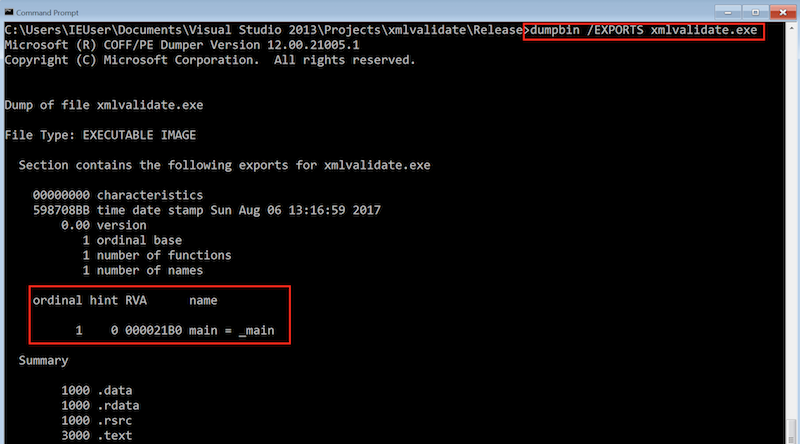 Command Prompt
C:\Users\IEUser\Documents\Visual Studio 2013\Projects\xmlvalidate\Release>dumpbin /EXPORTS xmlvalidate.exe
Microsoft (R) COFF/PE Dumper Version 12.00.21005.1
Copyright (C) Microsoft Corporation.  All rights reserved.
Dump of file xmlvalidate.exe
File Type: EXECUTABLE IMAGE
Section contains the following exports for xmlvalidate.exe
00000000 characteristics
598708BB time date stamp Sun Aug 06 13:16:59 2017
0.00 version
1 ordinal base
1 number of functions
1 number of names
ordinal hint RVA      name
1    0 000021B0 main = _main
Summary
1000 .data
1000 .rdata
1000 .rsrc
3000 .text